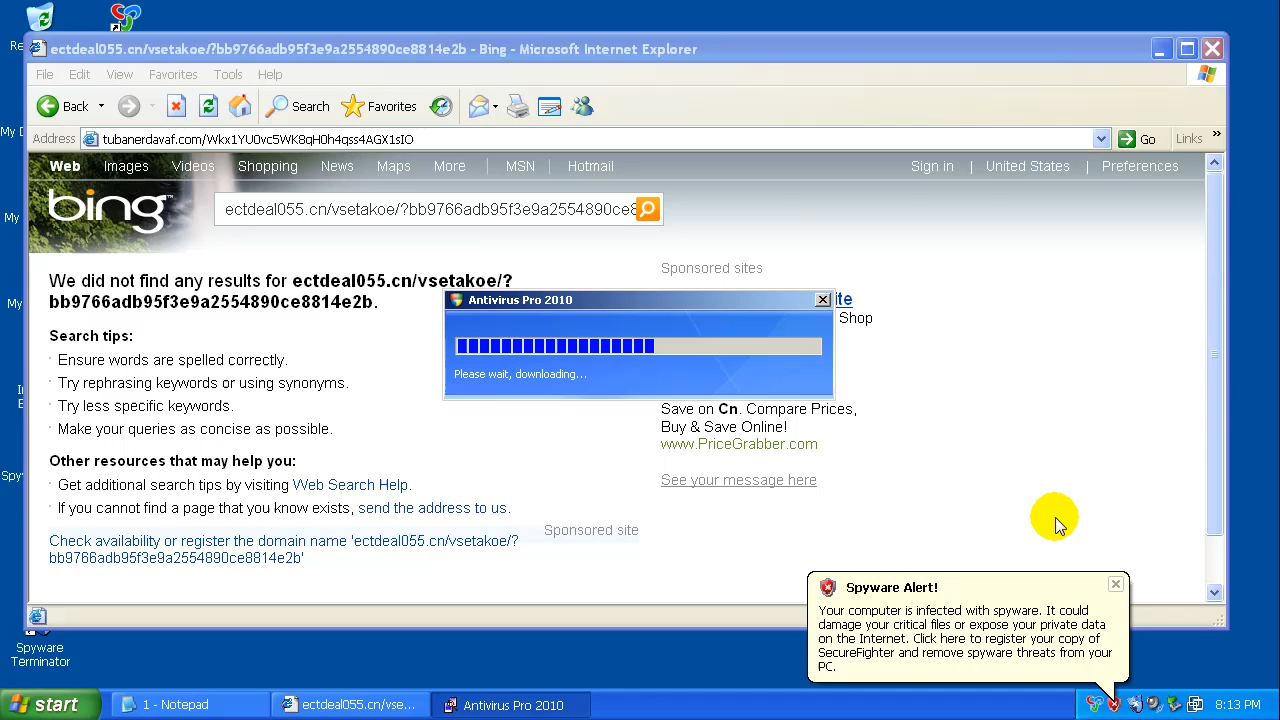 Re
ectdeal055.cn/vsetakoe/?bb9766adb95f3e9a2554890ce8814e2b - Bing - Microsoft Internet Explorer
File Edit View Favorites Tools Help
Back Search Favorites
Address tubanerdavaf.com/Wkx1YU0vc5WK8qH0h4qss4AGX1sIO Go Links »
My D
Web Images Videos Shopping News Maps More | MSN | Hotmail Sign in | United States | Preferences
bing™
ectdeal055.cn/vsetakoe/?bb9766adb95f3e9a2554890ce8
My
We did not find any results for ectdeal055.cn/vsetakoe/?
bb9766adb95f3e9a2554890ce8814e2b.
Sponsored sites
ite
Shop
My
Antivirus Pro 2010
Please wait, downloading...
Search tips:
Ensure words are spelled correctly.
Try rephrasing keywords or using synonyms.
Try less specific keywords.
Make your queries as concise as possible.
Save on Cn. Compare Prices,
Buy & Save Online!
www.PriceGrabber.com
See your message here
In
E
Other resources that may help you:
Get additional search tips by visiting Web Search Help.
If you cannot find a page that you know exists, send the address to us.
Spy
Sponsored site
Check availability or register the domain name 'ectdeal055.cn/vsetakoe/?
bb9766adb95f3e9a2554890ce8814e2b'
Spyware Alert!
Your computer is infected with spyware. It could
damage your critical files or expose your private data
on the Internet. Click here to register your copy of
SecureFighter and remove spyware threats from your
PC.
Spyware
Terminator
start 1 - Notepad ectdeal055.cn/vse... Antivirus Pro 2010 8:13 PM